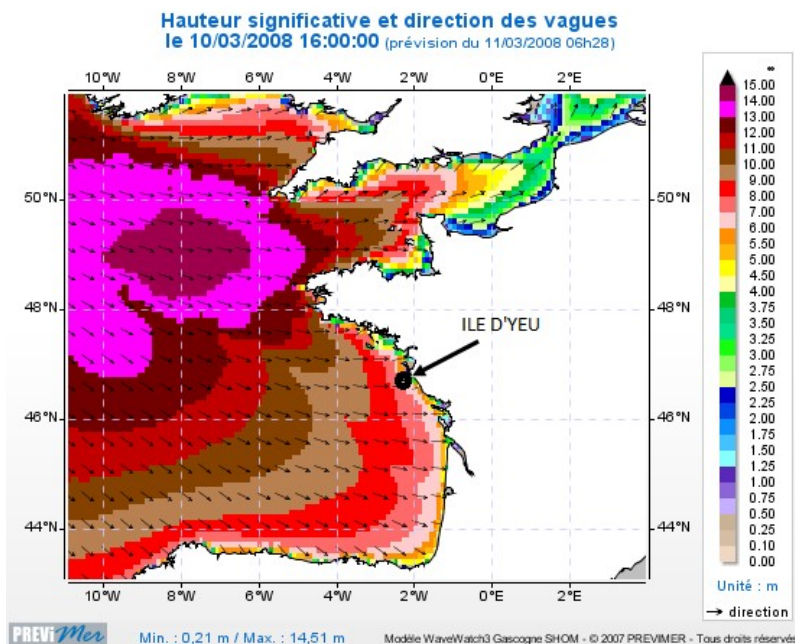 Hauteur significative et direction des vagues
le 10/03/2008 16:00:00 (prévision du 11/03/2008 06h28)
10°W 8°W 6°W 4°W 2°W 0°E 2°E
50°N 50°N
48°N 48°N
46°N 46°N
44°N 44°N
10°W 8°W 6°W 4°W 2°W 0°E 2°E
ILE D'YEU
∞
15.00
14.00
13.00
12.00
11.00
10.00
9.00
8.00
7.00
6.00
5.50
5.00
4.50
4.00
3.75
3.50
3.25
3.00
2.75
2.50
2.25
2.00
1.75
1.50
1.25
1.00
0.75
0.50
0.25
0.10
0.00
Unité : m
→ direction
PREViMer Min. : 0,21 m / Max. : 14,51 m Modèle WaveWatch3 Gascogne SHOM - © 2007 PREVIMER - Tous droits réservés